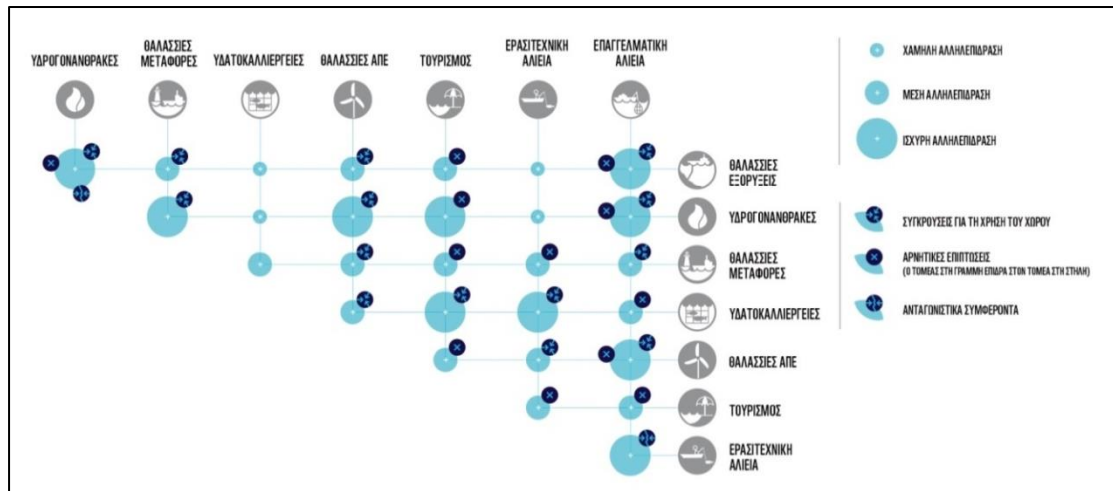 ΥΔΡΟΓΟΝΑΝΘΡΑΚΕΣ
ΘΑΛΑΣΣΙΕΣ
ΜΕΤΑΦΟΡΕΣ
ΥΔΑΤΟΚΑΛΛΙΕΡΓΕΙΕΣ
ΘΑΛΑΣΣΙΕΣ ΑΠΕ
ΤΟΥΡΙΣΜΟΣ
ΕΡΑΣΙΤΕΧΝΙΚΗ
ΑΛΙΕΙΑ
ΕΠΑΓΓΕΛΜΑΤΙΚΗ
ΑΛΙΕΙΑ
ΧΑΜΗΛΗ ΑΛΛΗΛΕΠΙΔΡΑΣΗ
ΜΕΣΗ ΑΛΛΗΛΕΠΙΔΡΑΣΗ
ΙΣΧΥΡΗ ΑΛΛΗΛΕΠΙΔΡΑΣΗ
ΘΑΛΑΣΣΙΕΣ
ΕΞΟΡΥΞΕΙΣ
ΥΔΡΟΓΟΝΑΝΘΡΑΚΕΣ
ΘΑΛΑΣΣΙΕΣ
ΜΕΤΑΦΟΡΕΣ
ΥΔΑΤΟΚΑΛΛΙΕΡΓΕΙΕΣ
ΘΑΛΑΣΣΙΕΣ ΑΠΕ
ΤΟΥΡΙΣΜΟΣ
ΕΡΑΣΙΤΕΧΝΙΚΗ
ΑΛΙΕΙΑ
ΣΥΓΚΡΟΥΣΕΙΣ ΓΙΑ ΤΗ ΧΡΗΣΗ ΤΟΥ ΧΩΡΟΥ
ΑΡΝΗΤΙΚΕΣ ΕΠΙΠΤΩΣΕΙΣ
(Ο ΤΟΜΕΑΣ ΣΤΗ ΓΡΑΜΜΗ ΕΠΙΔΡΑ ΣΤΟΝ ΤΟΜΕΑ ΣΤΗ ΣΤΗΛΗ)
ΑΝΤΑΓΩΝΙΣΤΙΚΑ ΣΥΜΦΕΡΟΝΤΑ